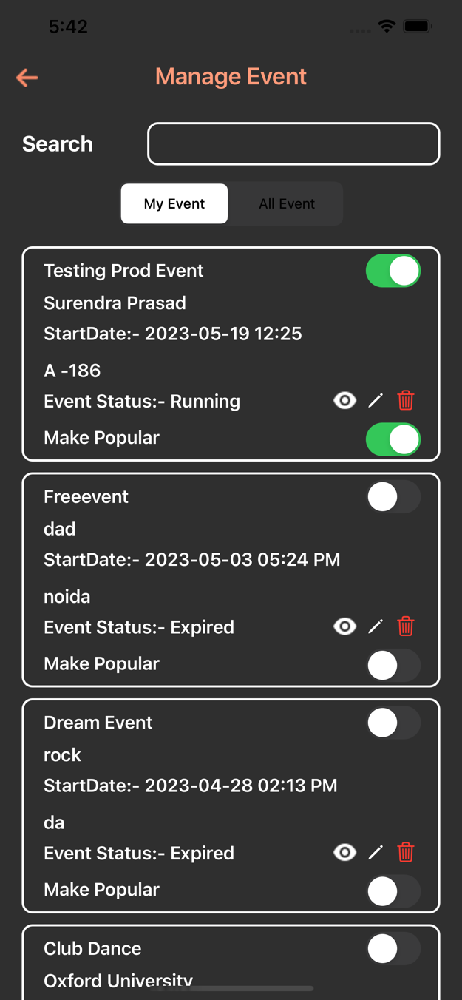 5:42
Manage Event
Search
My Event All Event
Testing Prod Event
Surendra Prasad
StartDate:- 2023-05-19 12:25
A -186
Event Status:- Running
Make Popular
Freeevent
dad
StartDate:- 2023-05-03 05:24 PM
noida
Event Status:- Expired
Make Popular
Dream Event
rock
StartDate:- 2023-04-28 02:13 PM
da
Event Status:- Expired
Make Popular
Club Dance
Oxford University